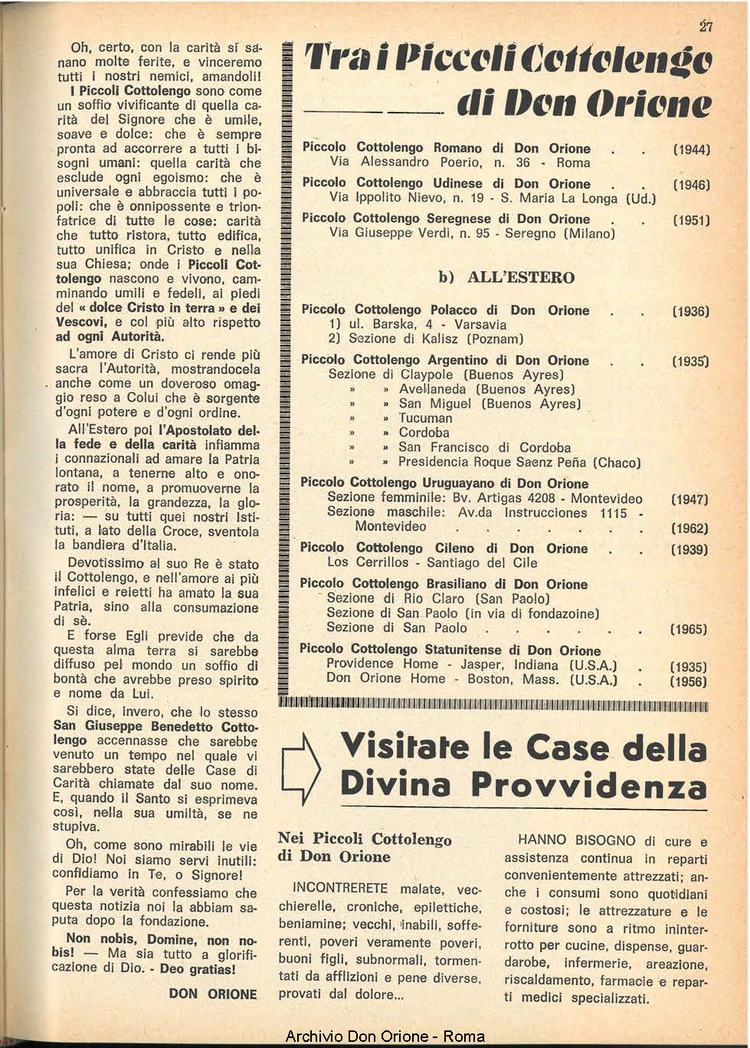 27
Oh, certo, con la carità si sa-
nano molte ferite, e vinceremo
tutti i nostri nemici, amandoli!
I Piccoli Cottolengo sono come
un soffio vivificante di quella ca-
rità del Signore che è umile,
soave e dolce: che è sempre
pronta ad accorrere a tutti i bi-
sogni umani: quella carità che
esclude ogni egoismo: che è
universale e abbraccia tutti i po-
poli: che è onnipossente e trion-
fatrice di tutte le cose: carità
che tutto ristora, tutto edifica,
tutto unifica in Cristo e nella
sua Chiesa; onde i Piccoli Cot-
tolengo nascono e vivono, cam-
minando umili e fedeli, ai piedi
del « dolce Cristo in terra » e dei
Vescovi, e col più alto rispetto
ad ogni Autorità.
L'amore di Cristo ci rende più
sacra l'Autorità, mostrandocela
anche come un doveroso omag-
gio reso a Colui che è sorgente
d'ogni potere e d'ogni ordine.
All'Estero poi l'Apostolato del-
la fede e della carità infiamma
i connazionali ad amare la Patria
lontana, a tenerne alto e ono-
rato il nome, a promuoverne la
prosperità, la grandezza, la glo-
ria: — su tutti quei nostri Isti-
tuti, a lato della Croce, sventola
la bandiera d'Italia.
Devotissimo al suo Re è stato
il Cottolengo, e nell'amore ai più
infelici e reietti ha amato la sua
Patria, sino alla consumazione
di sè.
E forse Egli previde che da
questa alma terra si sarebbe
diffuso pel mondo un soffio di
bontà che avrebbe preso spirito
e nome da Lui.
Si dice, invero, che lo stesso
San Giuseppe Benedetto Cotto-
lengo accennasse che sarebbe
venuto un tempo nel quale vi
sarebbero state delle Case di
Carità chiamate dal suo nome.
E, quando il Santo si esprimeva
così, nella sua umiltà, se ne
stupiva.
Oh, come sono mirabili le vie
di Dio! Noi siamo servi inutili:
confidiamo in Te, o Signore!
Per la verità confessiamo che
questa notizia noi la abbiam sa-
puta dopo la fondazione.
Non nobis, Domine, non no-
bis! — Ma sia tutto a glorifi-
cazione di Dio. - Deo gratias!
DON ORIONE
Tra i Piccoli Cottolengo
di Don Orione
Piccolo Cottolengo Romano di Don Orione . . (1944)
Via Alessandro Poerio, n. 36 - Roma
Piccolo Cottolengo Udinese di Don Orione . . (1946)
Via Ippolito Nievo, n. 19 - S. Maria La Longa (Ud.)
Piccolo Cottolengo Seregnese di Don Orione . (1951)
Via Giuseppe Verdi, n. 95 - Seregno (Milano)
b) ALL'ESTERO
Piccolo Cottolengo Polacco di Don Orione . . (1936)
1) ul. Barska, 4 - Varsavia
2) Sezione di Kalisz (Poznam)
Piccolo Cottolengo Argentino di Don Orione . . (1935)
Sezione di Claypole (Buenos Ayres)
» » Avellaneda (Buenos Ayres)
» » San Miguel (Buenos Ayres)
» » Tucuman
» » Cordoba
» » San Francisco di Cordoba
» » Presidencia Roque Saenz Peña (Chaco)
Piccolo Cottolengo Uruguayano di Don Orione
Sezione femminile: Bv. Artigas 4208 - Montevideo (1947)
Sezione maschile: Av.da Instrucciones 1115 -
Montevideo . . . . . . (1962)
Piccolo Cottolengo Cileno di Don Orione . . (1939)
Los Cerrillos - Santiago del Cile
Piccolo Cottolengo Brasiliano di Don Orione
Sezione di Rio Claro (San Paolo)
Sezione di San Paolo (in via di fondazoine)
Sezione di San Paolo . . . . . . (1965)
Piccolo Cottolengo Statunitense di Don Orione
Providence Home - Jasper, Indiana (U.S.A.) . (1935)
Don Orione Home - Boston, Mass. (U.S.A.) . (1956)
Visitate le Case della
Divina Provvidenza
Nei Piccoli Cottolengo
di Don Orione
INCONTRERETE malate, vec-
chierelle, croniche, epilettiche,
beniamine; vecchi, inabili, soffe-
renti, poveri veramente poveri,
buoni figli, subnormali, tormen-
tati da afflizioni e pene diverse,
provati dal dolore...
HANNO BISOGNO di cure e
assistenza continua in reparti
convenientemente attrezzati; an-
che i consumi sono quotidiani
e costosi; le attrezzature e le
forniture sono a ritmo ininter-
rotto per cucine, dispense, guar-
darobe, infermerie, areazione,
riscaldamento, farmacie e repar-
ti medici specializzati.
Archivio Don Orione - Roma